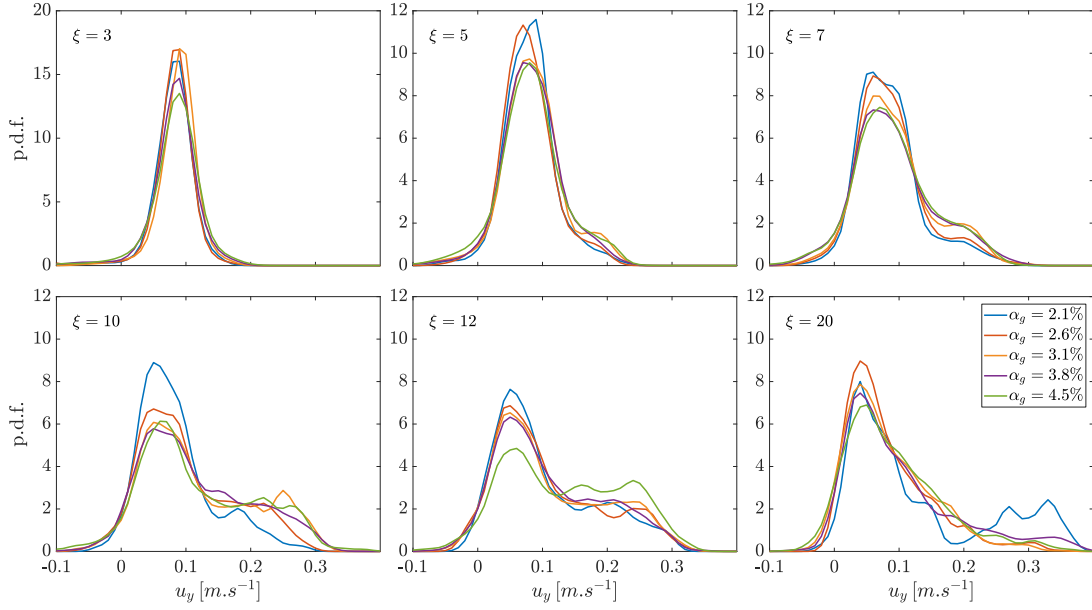 20
15
10
5
0
p.d.f.
ξ = 3
12
10
8
6
4
2
0
ξ = 5
12
10
8
6
4
2
0
ξ = 7
12
10
8
6
4
2
0
p.d.f.
ξ = 10
-0.1 0 0.1 0.2 0.3
u_y [m.s⁻¹]
12
10
8
6
4
2
0
ξ = 12
-0.1 0 0.1 0.2 0.3
u_y [m.s⁻¹]
12
10
8
6
4
2
0
ξ = 20
α_g = 2.1%
α_g = 2.6%
α_g = 3.1%
α_g = 3.8%
α_g = 4.5%
-0.1 0 0.1 0.2 0.3
u_y [m.s⁻¹]